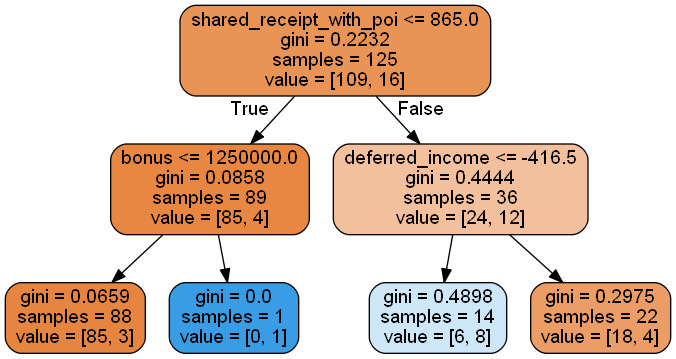 shared_receipt_with_poi <= 865.0
gini = 0.2232
samples = 125
value = [109, 16]
True
False
bonus <= 1250000.0
gini = 0.0858
samples = 89
value = [85, 4]
deferred_income <= -416.5
gini = 0.4444
samples = 36
value = [24, 12]
gini = 0.0659
samples = 88
value = [85, 3]
gini = 0.0
samples = 1
value = [0, 1]
gini = 0.4898
samples = 14
value = [6, 8]
gini = 0.2975
samples = 22
value = [18, 4]